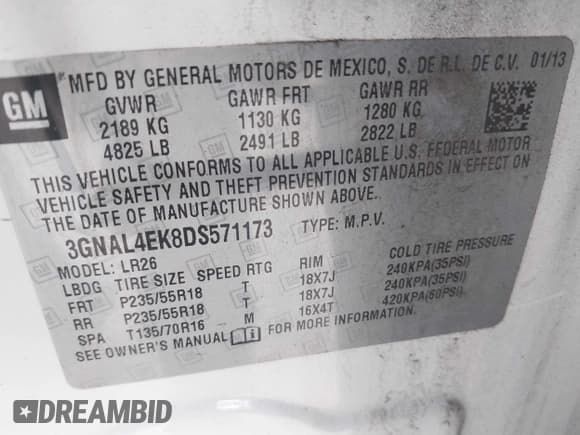 GM
MFD BY GENERAL MOTORS DE MEXICO, S. DE R.L. DE C.V. 01/13
GVWR GAWR FRT GAWR RR
2189 KG 1130 KG 1280 KG
4825 LB 2491 LB 2822 LB
THIS VEHICLE CONFORMS TO ALL APPLICABLE U.S. FEDERAL MOTOR
VEHICLE SAFETY AND THEFT PREVENTION STANDARDS IN EFFECT ON
THE DATE OF MANUFACTURE SHOWN ABOVE.
3GNAL4EK8DS571173 TYPE: M.P.V.
MODEL: LR26
LBDG TIRE SIZE SPEED RTG RIM COLD TIRE PRESSURE
FRT P235/55R18 T 18X7J 240KPA(35PSI)
RR P235/55R18 T 18X7J 240KPA(35PSI)
SPA T135/70R16 M 16X4T 420KPA(60PSI)
SEE OWNER'S MANUAL
DREAMBID